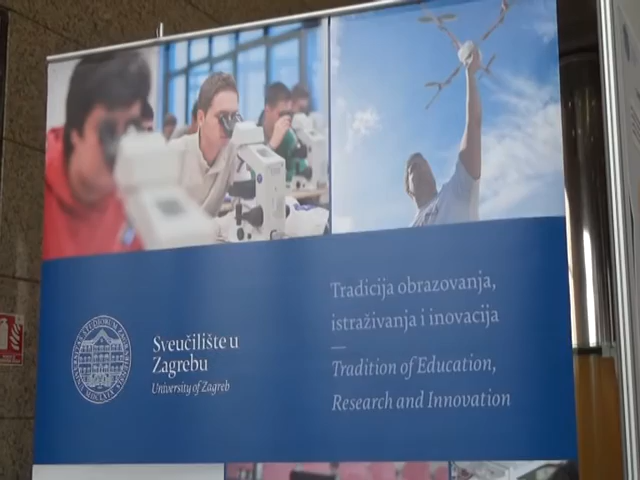 Sveučilište u
Zagrebu
University of Zagreb
Tradicija obrazovanja,
istraživanja i inovacija
Tradition of Education,
Research and Innovation